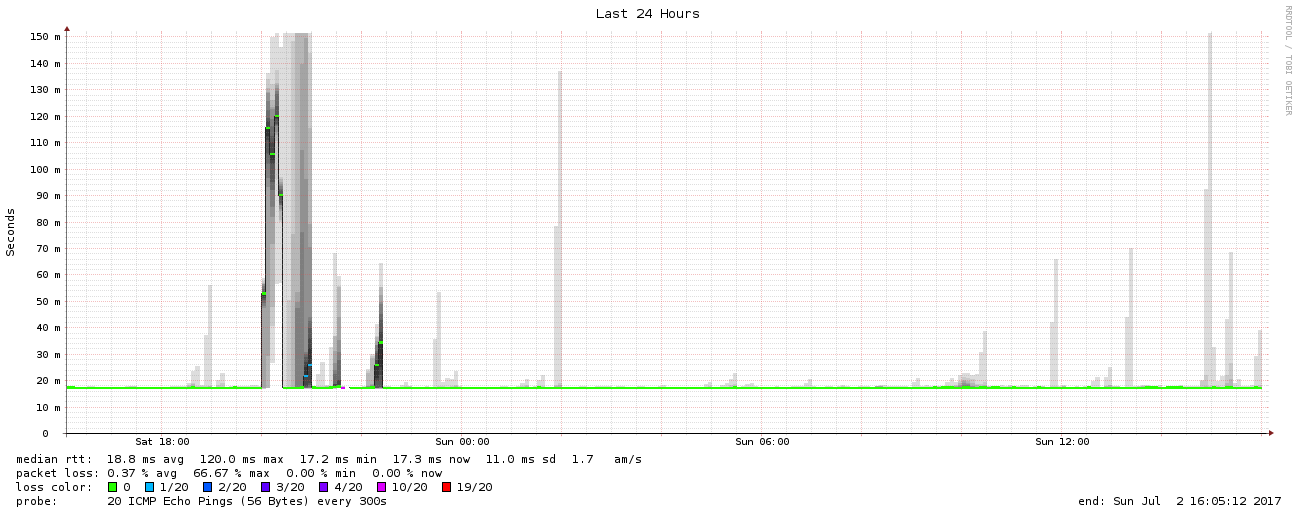 Last 24 Hours
RRDTOOL / TOBI OETIKER
Seconds
150 m
140 m
130 m
120 m
110 m
100 m
90 m
80 m
70 m
60 m
50 m
40 m
30 m
20 m
10 m
0
Sat 18:00 Sun 00:00 Sun 06:00 Sun 12:00
median rtt: 18.8 ms avg 120.0 ms max 17.2 ms min 17.3 ms now 11.0 ms sd 1.7 am/s
packet loss: 0.37 % avg 66.67 % max 0.00 % min 0.00 % now
loss color: 0 1/20 2/20 3/20 4/20 10/20 19/20
probe: 20 ICMP Echo Pings (56 Bytes) every 300s end: Sun Jul 2 16:05:12 2017